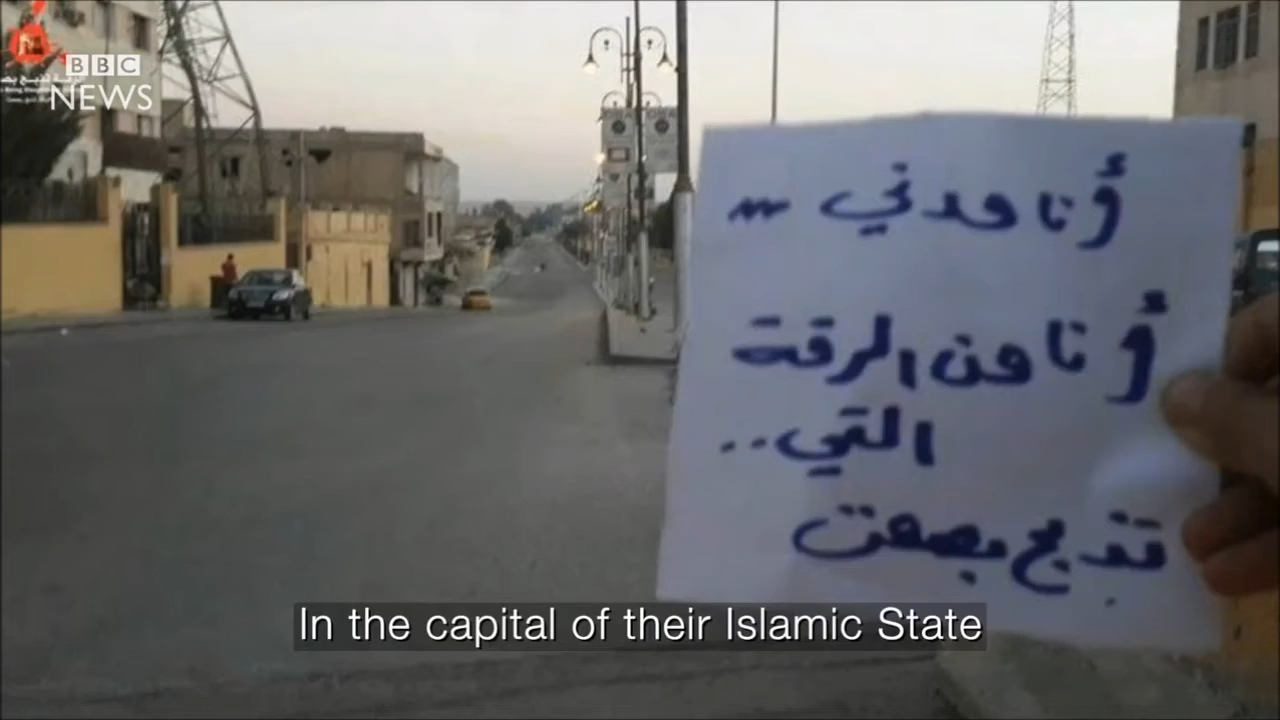 BBC
NEWS
أنا مدني ...
أنا من الرقة
التي ..
تذبح بصمت
In the capital of their Islamic State